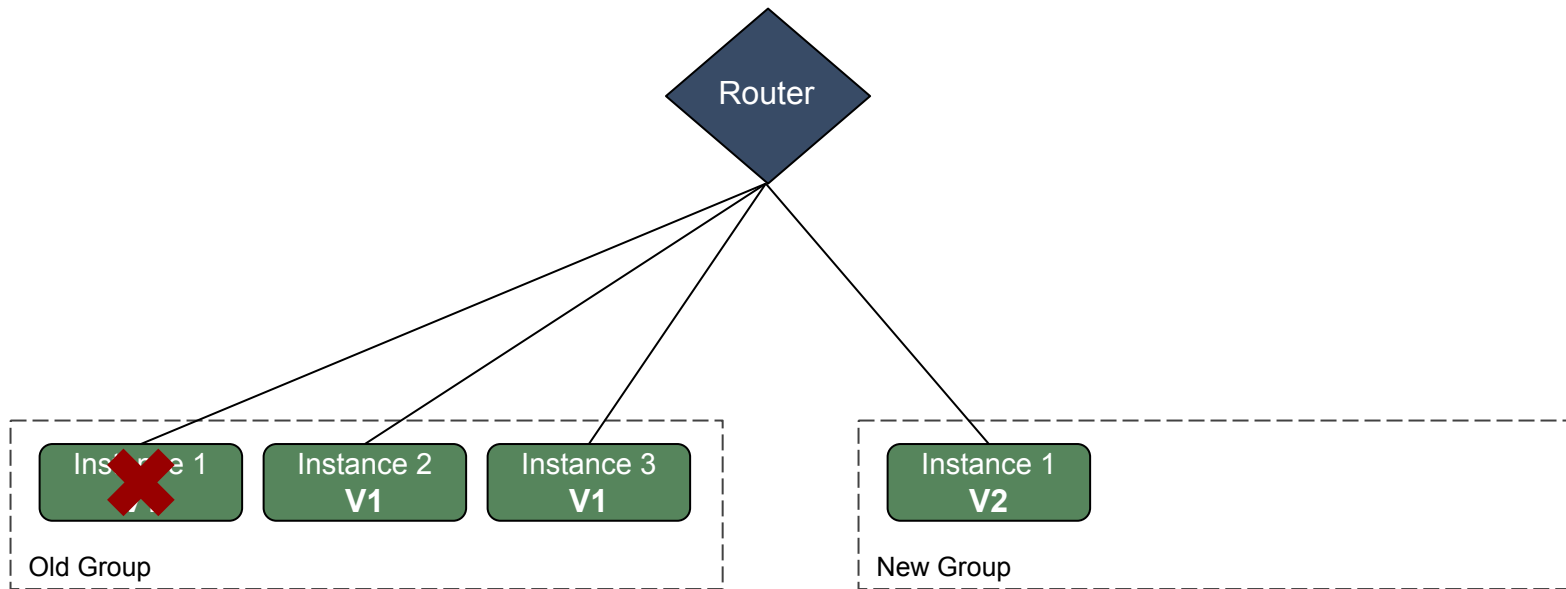 Router
Instance 2
V1
Instance 3
V1
Old Group
Instance 1
V2
New Group